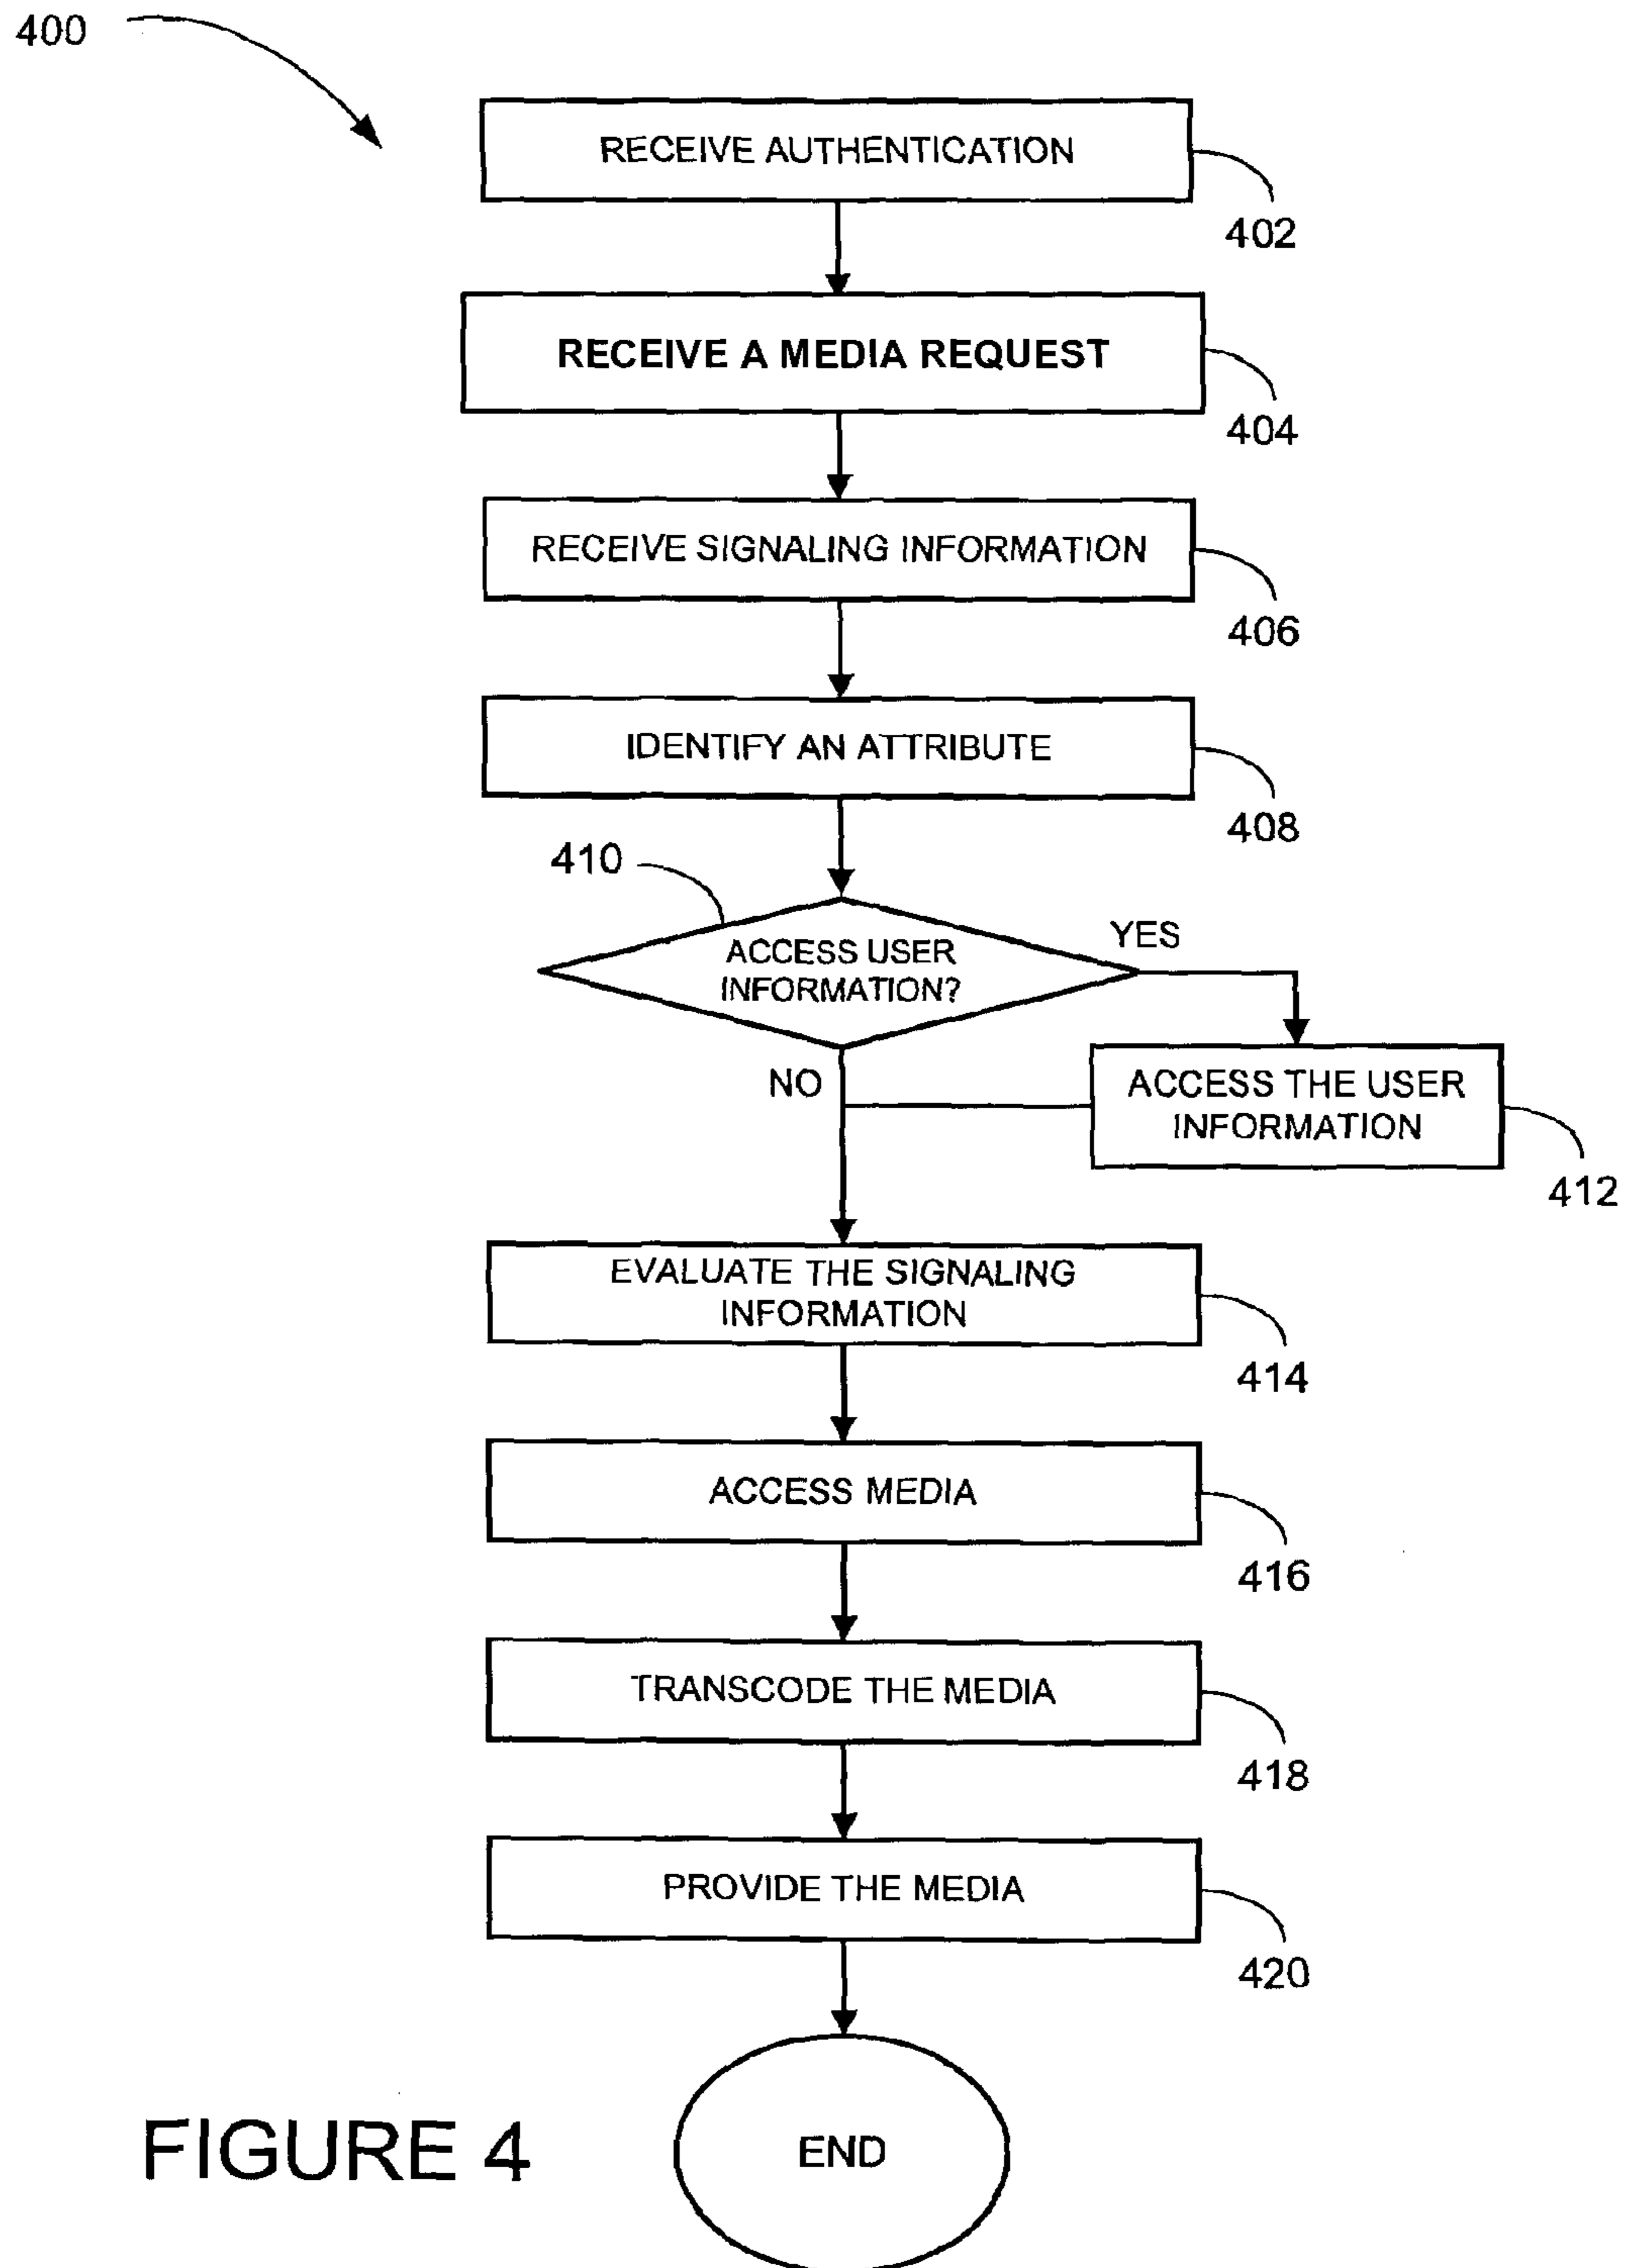 400
RECEIVE AUTHENTICATION
402
RECEIVE A MEDIA REQUEST
404
RECEIVE SIGNALING INFORMATION
406
IDENTIFY AN ATTRIBUTE
408
410
ACCESS USER
INFORMATION?
YES
NO
ACCESS THE USER
INFORMATION
412
EVALUATE THE SIGNALING
INFORMATION
414
ACCESS MEDIA
416
TRANSCODE THE MEDIA
418
PROVIDE THE MEDIA
420
END
FIGURE 4